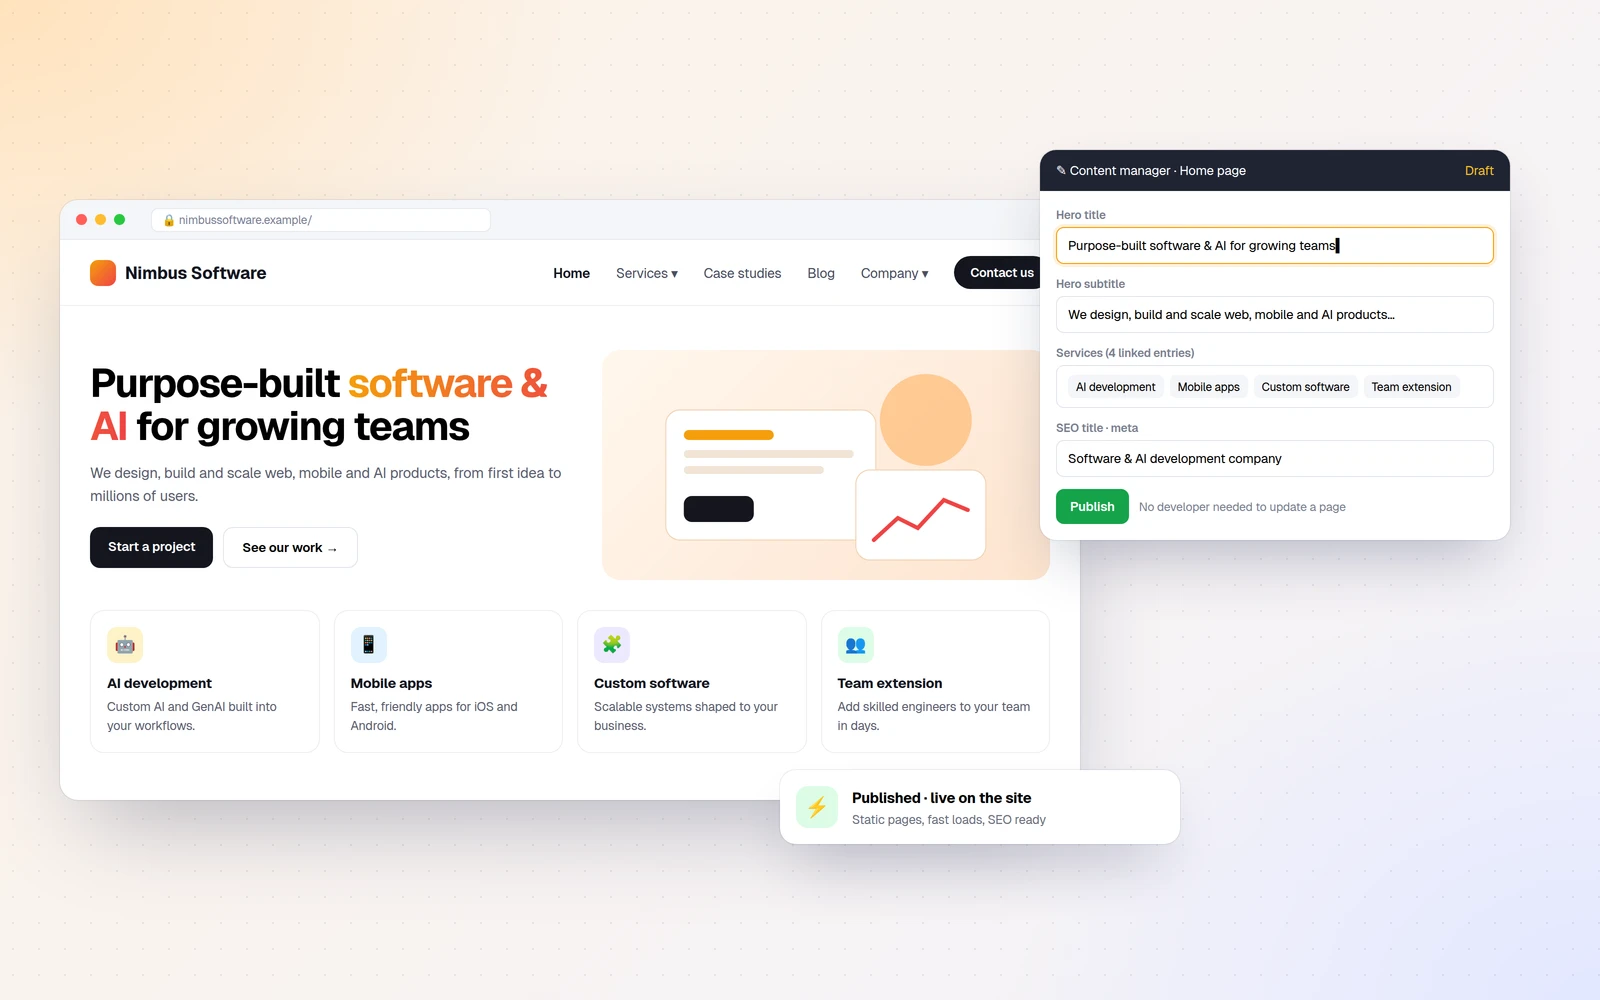 nimbussoftware.example/
Nimbus Software
Home
Services ▾
Case studies
Blog
Company ▾
Contact us
Purpose-built software &
AI for growing teams
We design, build and scale web, mobile and AI products, from first idea to
millions of users.
Start a project
See our work →
AI development
Custom AI and GenAI built into
your workflows.
Mobile apps
Fast, friendly apps for iOS and
Android.
Custom software
Scalable systems shaped to your
business.
Team extension
Add skilled engineers to your team
in days.
✎ Content manager · Home page
Draft
Hero title
Purpose-built software & AI for growing teams
Hero subtitle
We design, build and scale web, mobile and AI products...
Services (4 linked entries)
AI development
Mobile apps
Custom software
Team extension
SEO title · meta
Software & AI development company
Publish
No developer needed to update a page
Published · live on the site
Static pages, fast loads, SEO ready